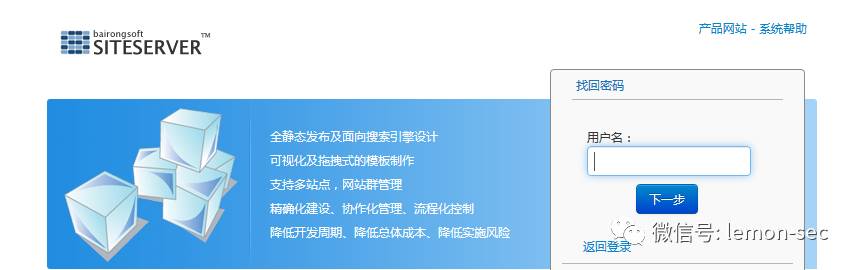 产品网站 - 系统帮助
bairongsoft
SITESERVER™
找回密码
全静态发布及面向搜索引擎设计
可视化及拖拽式的模板制作
支持多站点，网站群管理
精确化建设、协作化管理、流程化控制
降低开发周期、降低总体成本、降低实施风险
用户名：
下一步
返回登录
微信号: lemon-sec